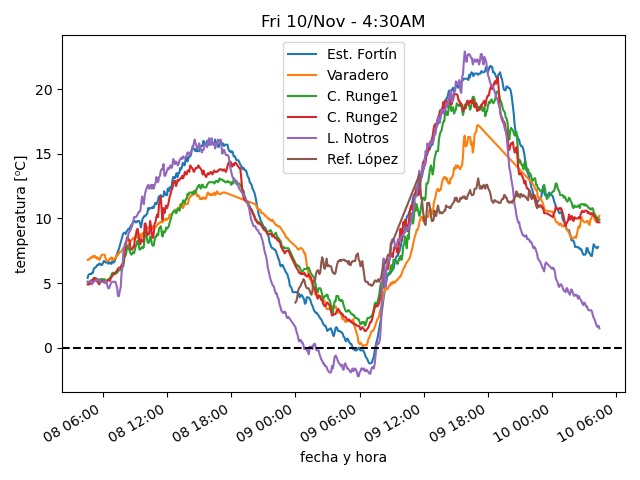 Fri 10/Nov - 4:30AM
temperatura [ºC]
Est. Fortín
Varadero
C. Runge1
C. Runge2
L. Notros
Ref. López
20
15
10
5
0
08 06:00
08 12:00
08 18:00
09 00:00
09 06:00
09 12:00
09 18:00
10 00:00
10 06:00
fecha y hora